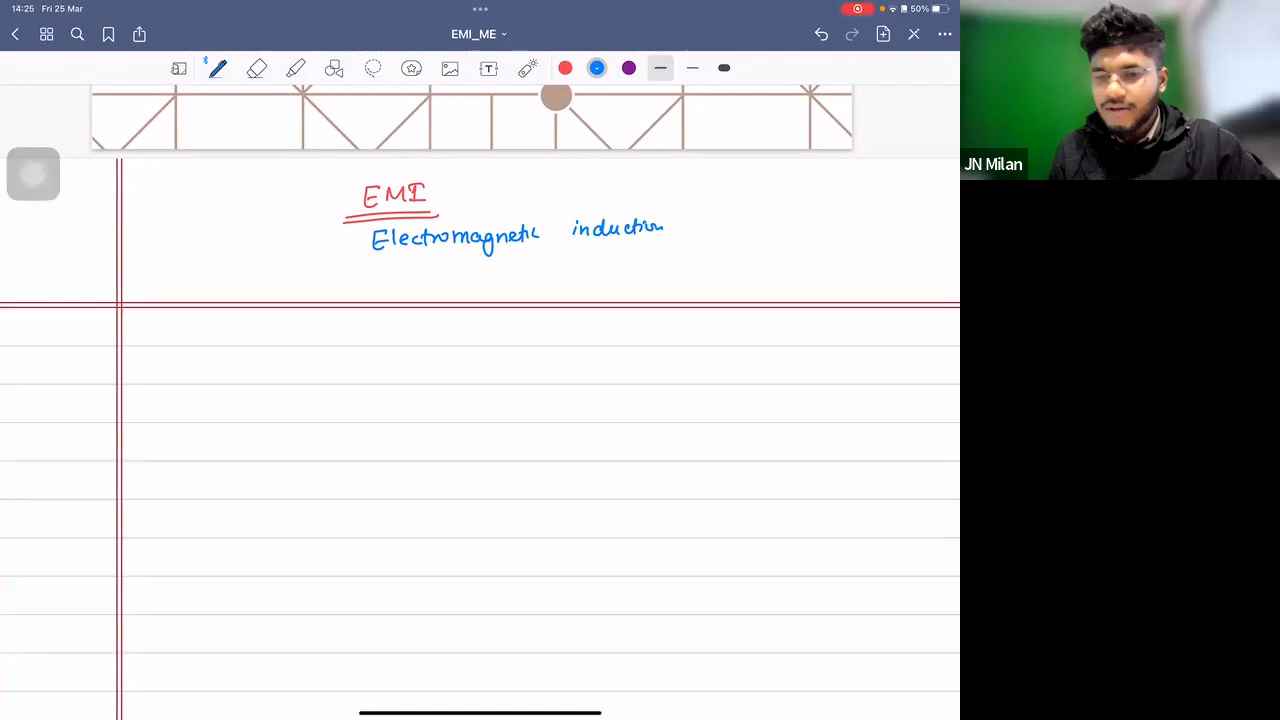 14:25 Fri 25 Mar
50%
EMI_ME
T
JN Milan
EMI
Electromagnetic induction